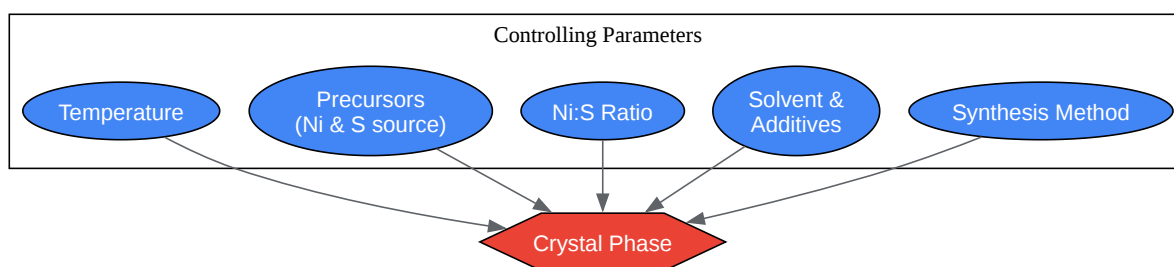 Controlling Parameters
Temperature
Precursors
(Ni & S source)
Ni:S Ratio
Solvent &
Additives
Synthesis Method
Crystal Phase